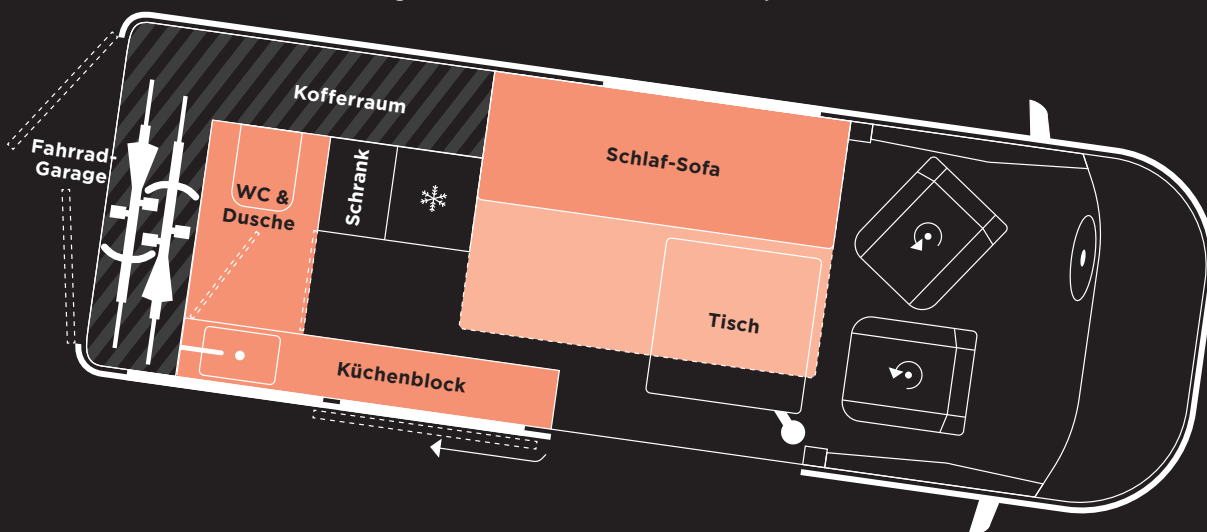 Kofferraum
Fahrrad-
Garage
WC &
Dusche
Schrank
Schlaf-Sofa
Tisch
Küchenblock